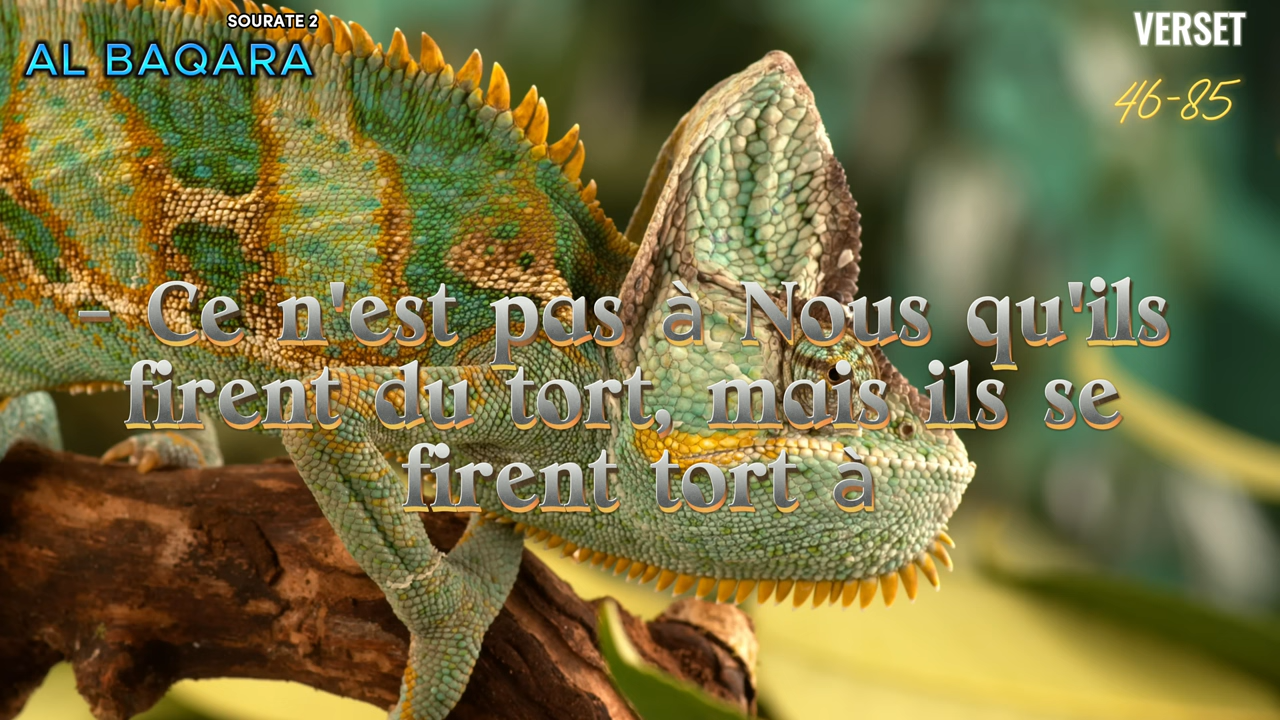 SOURATE 2
AL BAQARA
VERSET
46-85
- Ce n'est pas à Nous qu'ils
firent du tort, mais ils se
firent tort à